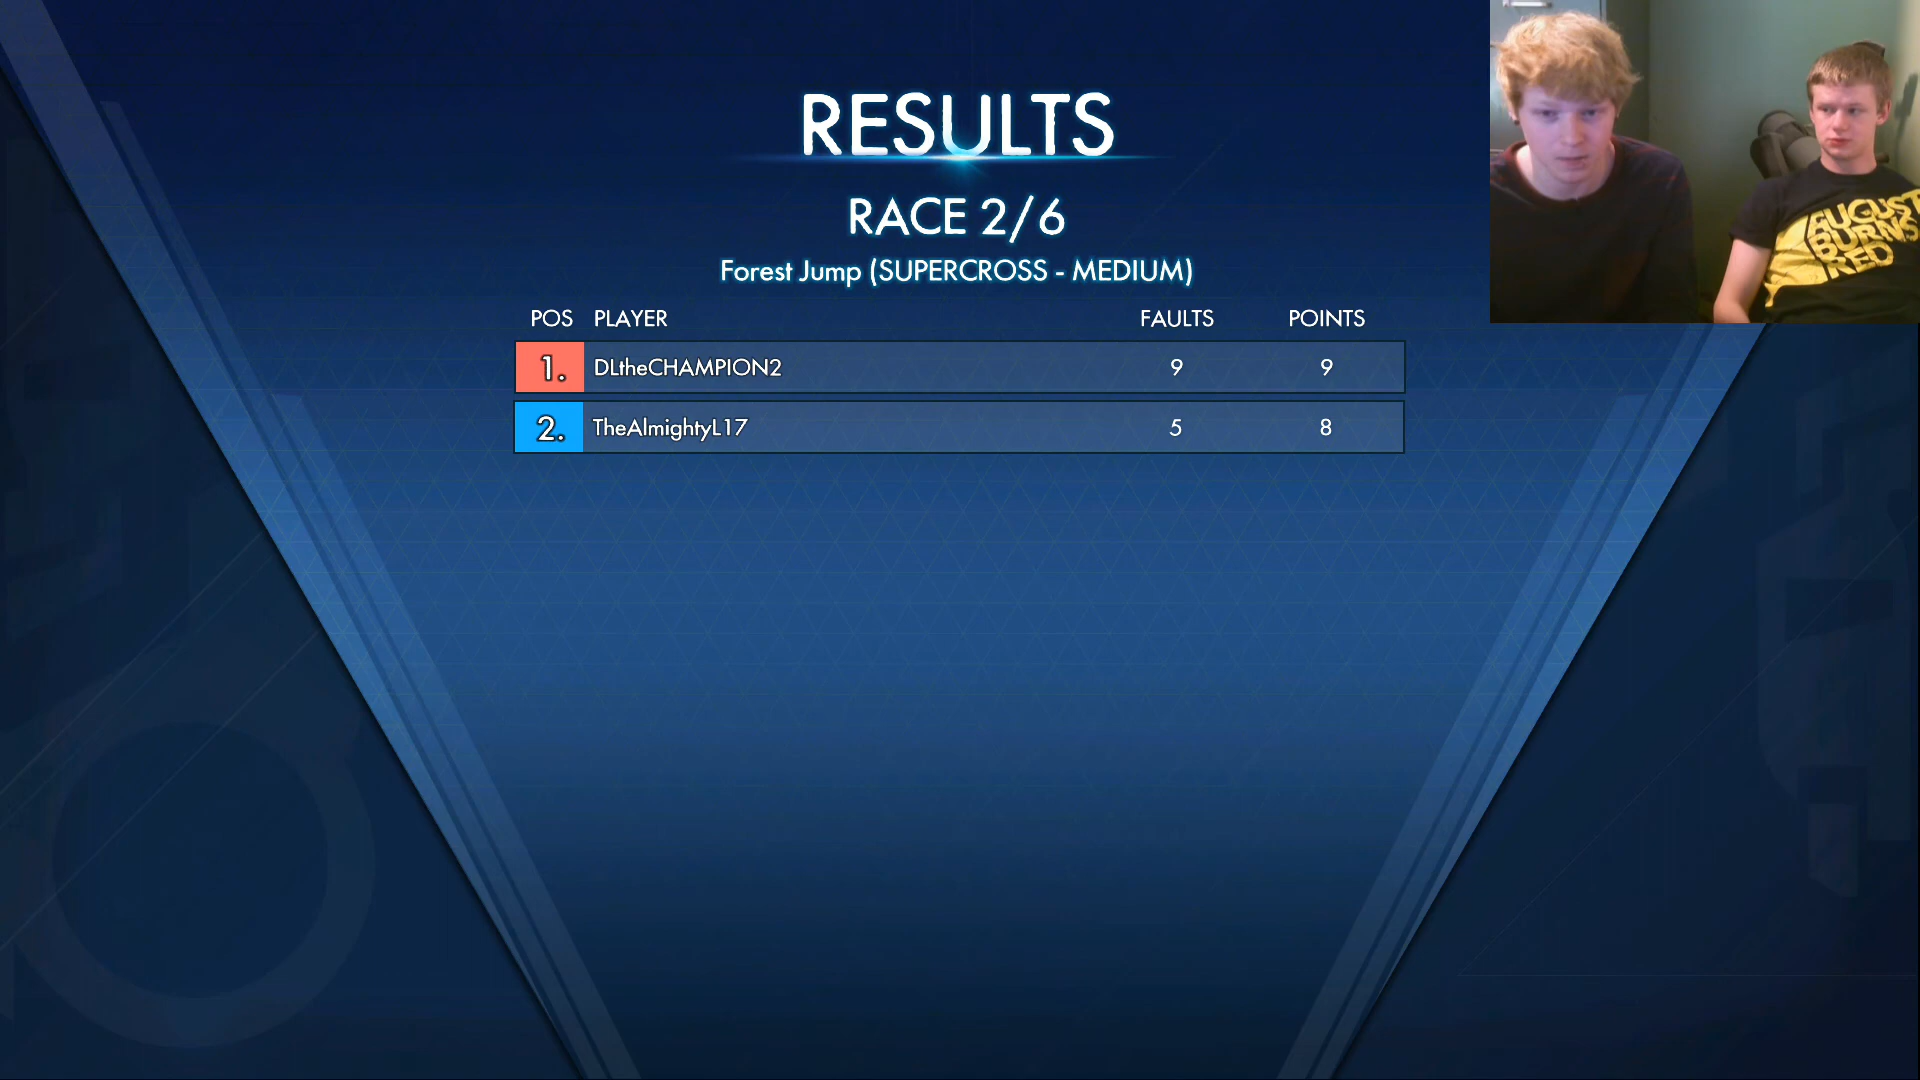 RESULTS
RACE 2/6
Forest Jump (SUPERCROSS - MEDIUM)
POS PLAYER FAULTS POINTS
1. DLtheCHAMPION2 9 9
2. TheAlmightyL17 5 8
AUGUST
BURNS
RED